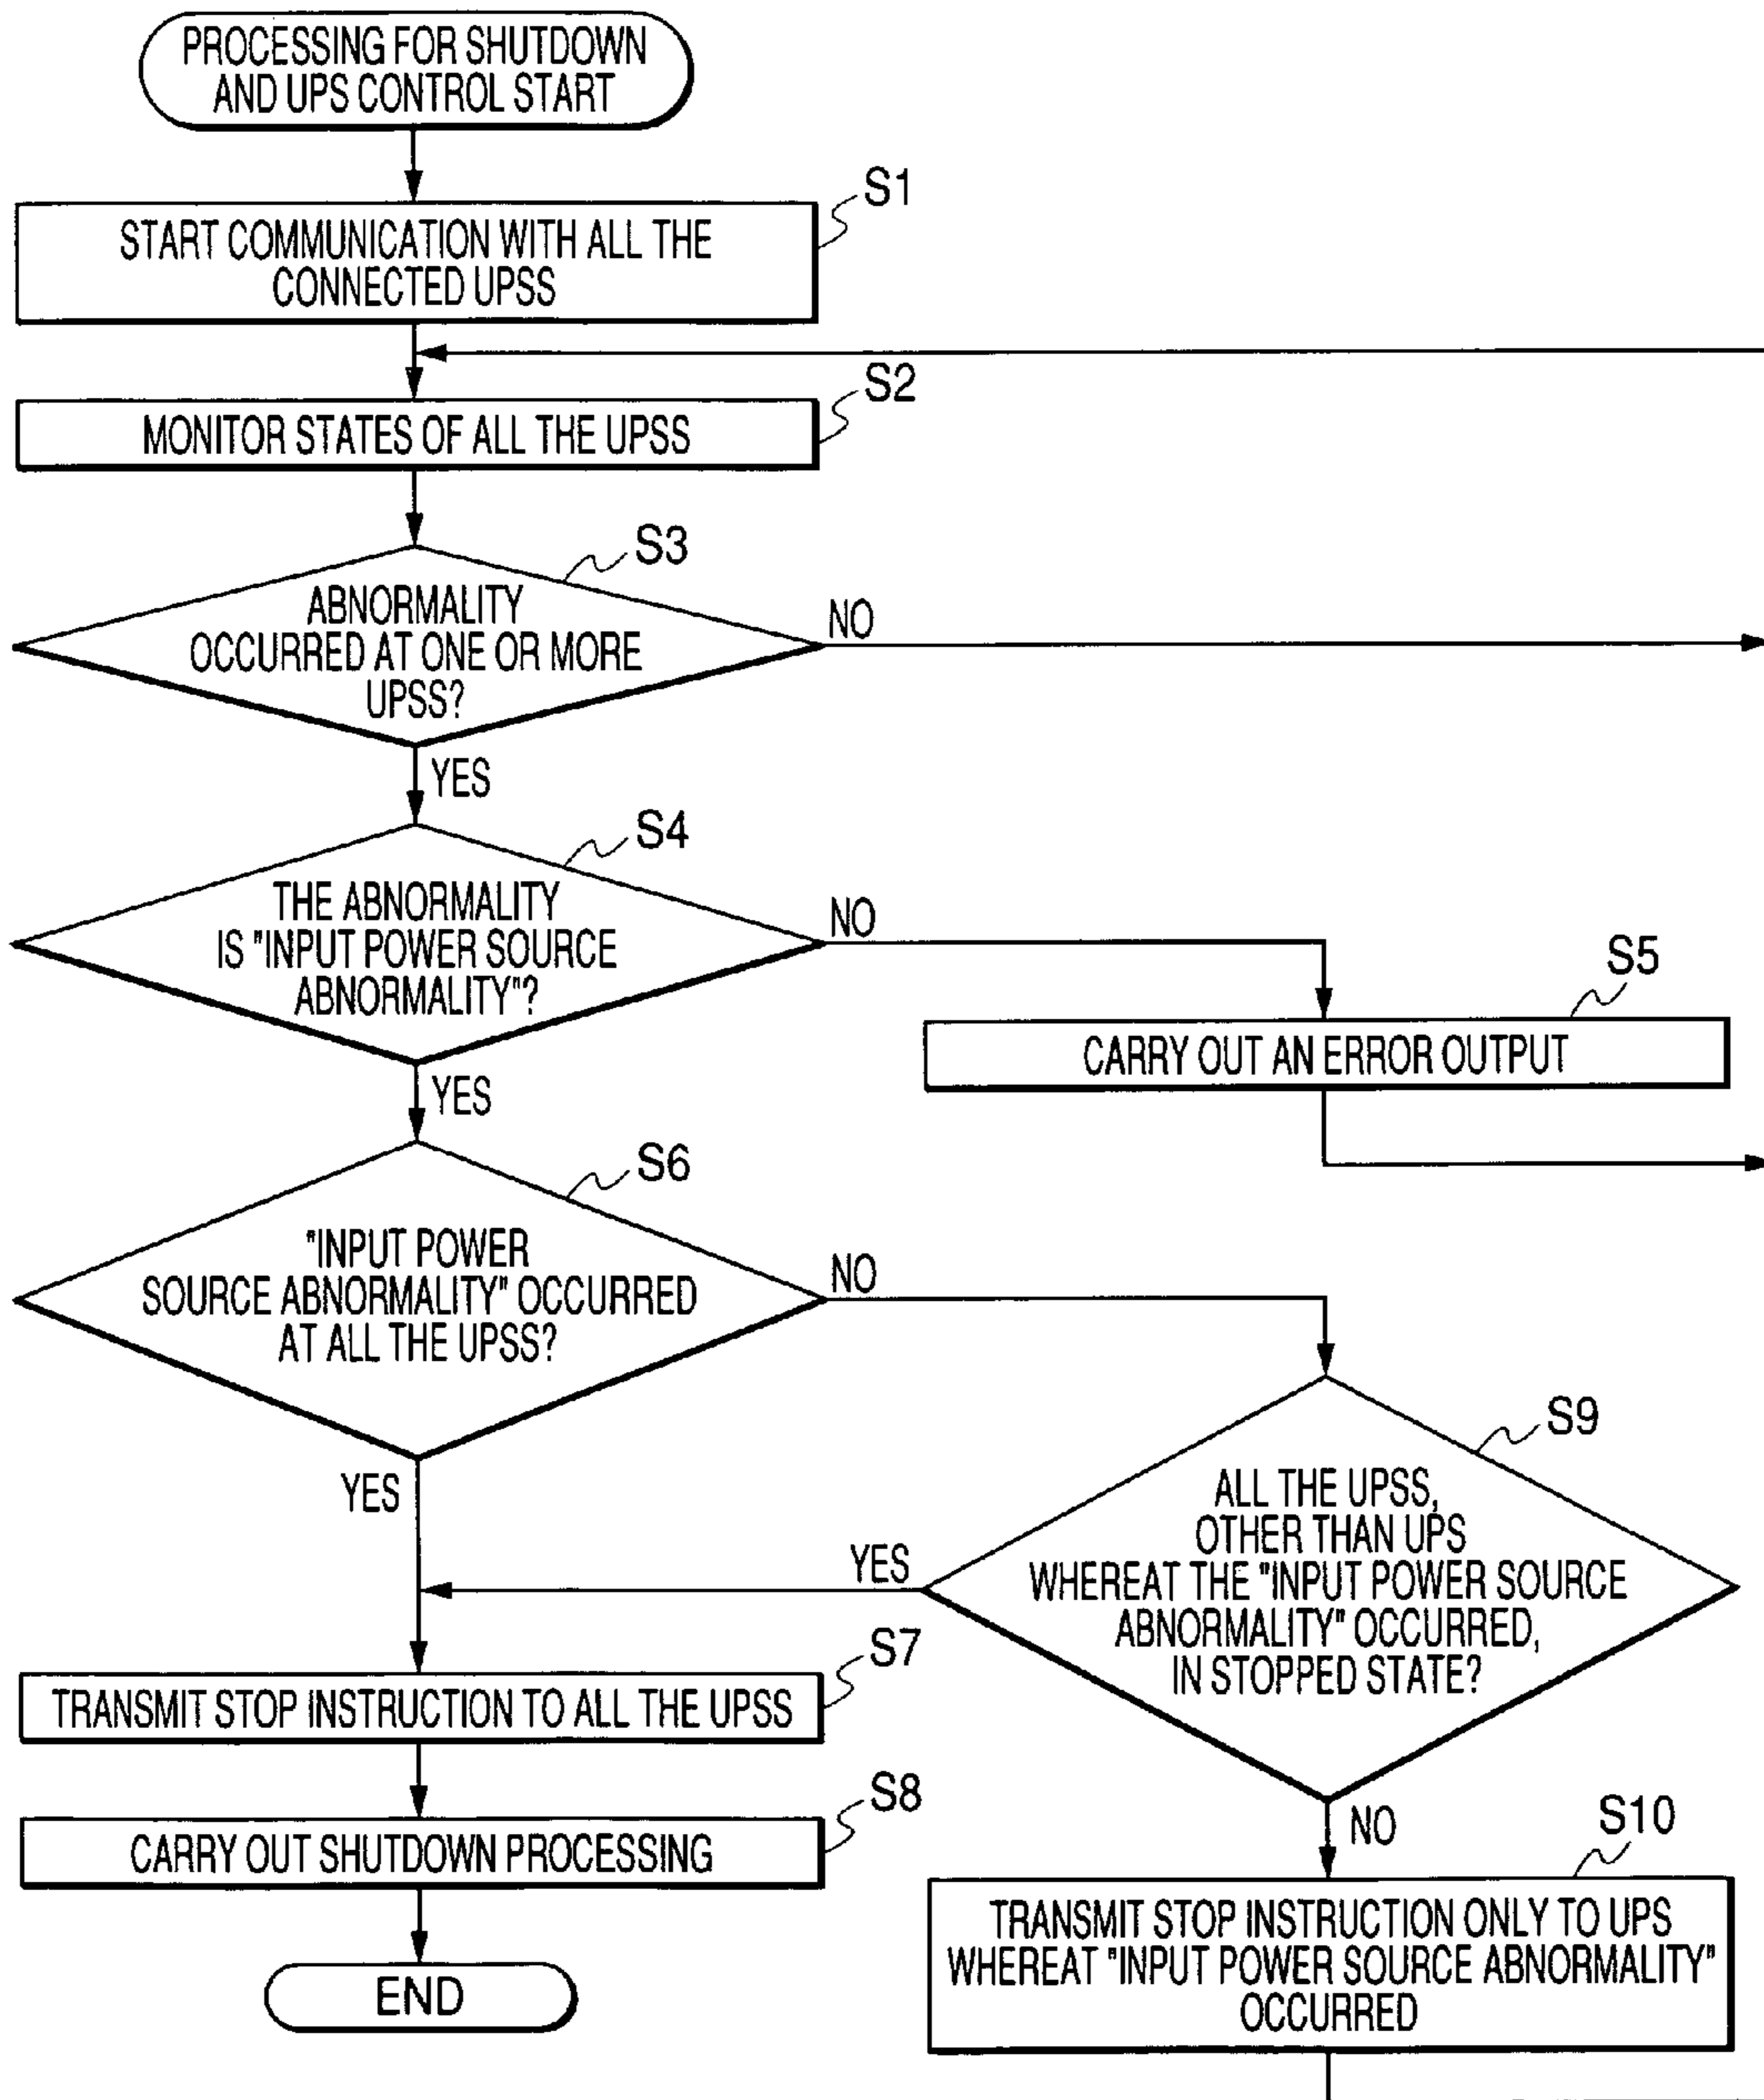 PROCESSING FOR SHUTDOWN
AND UPS CONTROL START
S1
START COMMUNICATION WITH ALL THE
CONNECTED UPSS
S2
MONITOR STATES OF ALL THE UPSS
S3
ABNORMALITY
OCCURRED AT ONE OR MORE
UPSS?
NO
YES
S4
THE ABNORMALITY
IS "INPUT POWER SOURCE
ABNORMALITY"?
NO
S5
CARRY OUT AN ERROR OUTPUT
YES
S6
"INPUT POWER
SOURCE ABNORMALITY" OCCURRED
AT ALL THE UPSS?
NO
YES
S9
ALL THE UPSS,
OTHER THAN UPS
WHEREAT THE "INPUT POWER SOURCE
ABNORMALITY" OCCURRED,
IN STOPPED STATE?
YES
S7
TRANSMIT STOP INSTRUCTION TO ALL THE UPSS
S8
CARRY OUT SHUTDOWN PROCESSING
NO
S10
TRANSMIT STOP INSTRUCTION ONLY TO UPS
WHEREAT "INPUT POWER SOURCE ABNORMALITY"
OCCURRED
END